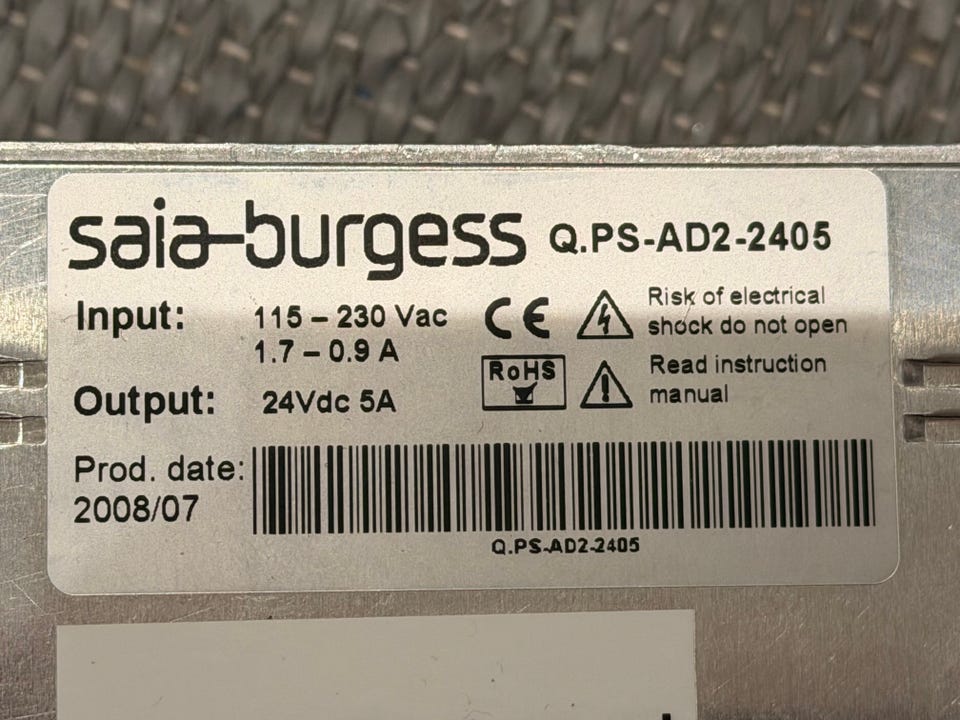 saia-burgess Q.PS-AD2-2405
Input: 115 – 230 Vac
1.7 – 0.9 A
Output: 24Vdc 5A
CE
RoHS
Risk of electrical
shock do not open
Read instruction
manual
Prod. date:
2008/07
Q.PS-AD2-2405